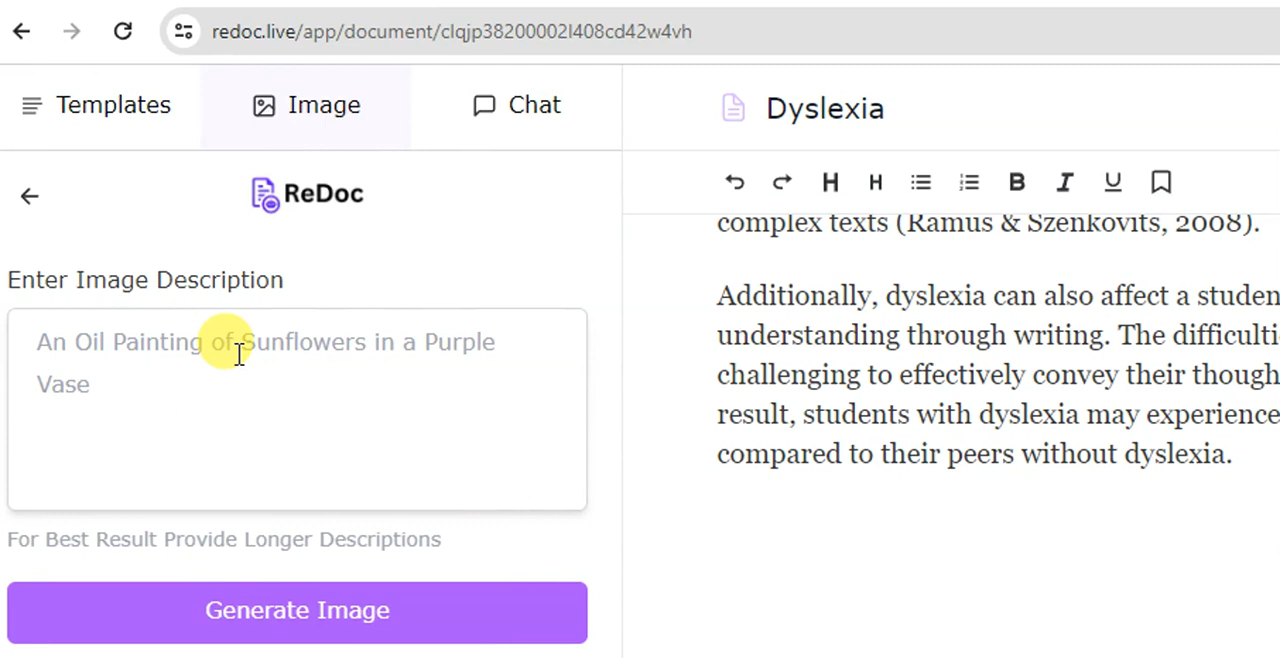 redoc.live/app/document/clqjp38200002l408cd42w4vh
Templates
Image
Chat
ReDoc
Enter Image Description
An Oil Painting of Sunflowers in a Purple
Vase
For Best Result Provide Longer Descriptions
Generate Image
Dyslexia
H H B I U
complex texts (Ramus & Szenkovits, 2008).
Additionally, dyslexia can also affect a studen
understanding through writing. The difficulti
challenging to effectively convey their though
result, students with dyslexia may experience
compared to their peers without dyslexia.